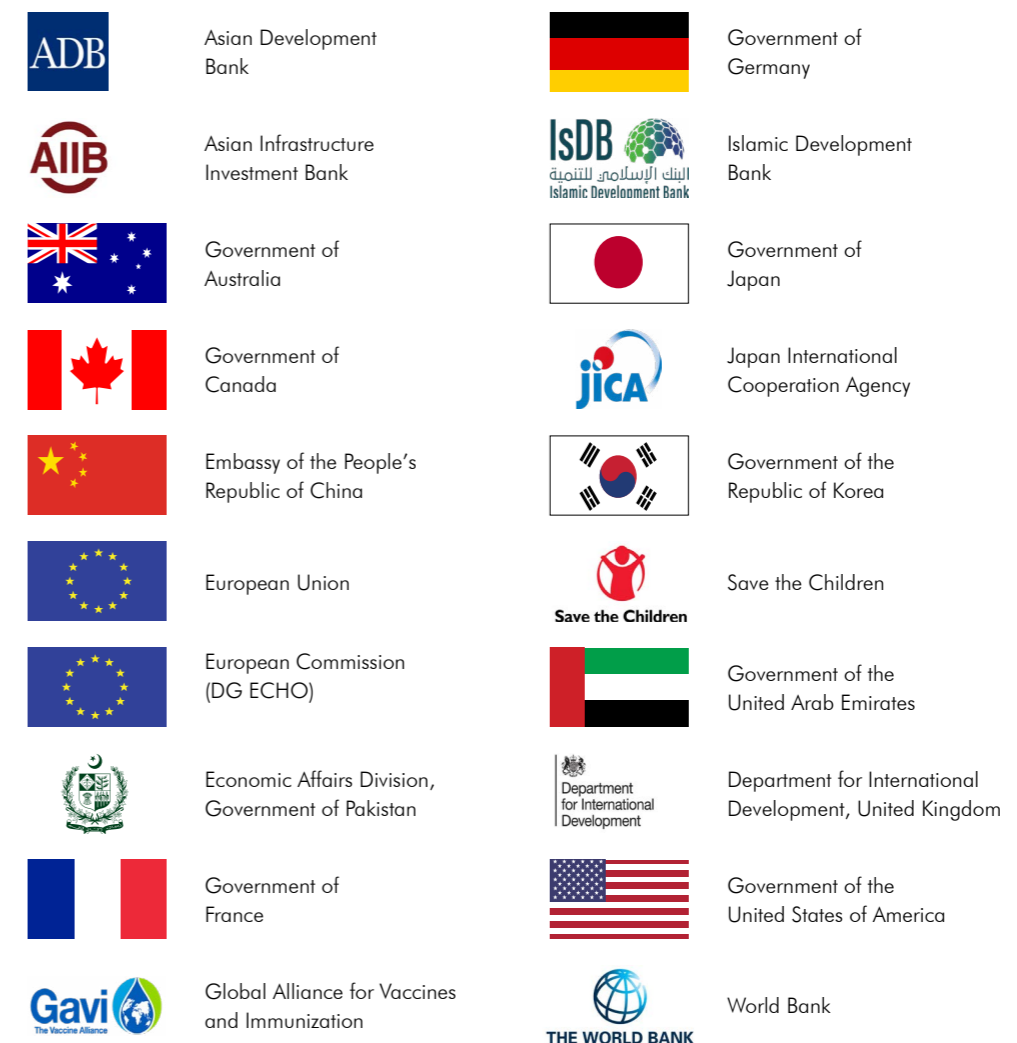 ADB
Asian Development
Bank
Government of
Germany
AIIB
Asian Infrastructure
Investment Bank
IsDB
البنك الإسلامي للتنمية
Islamic Development Bank
Islamic Development
Bank
Government of
Australia
Government of
Japan
Government of
Canada
jICA
Japan International
Cooperation Agency
Embassy of the People’s
Republic of China
Government of the
Republic of Korea
European Union
Save the Children
Save the Children
European Commission
(DG ECHO)
Government of the
United Arab Emirates
Economic Affairs Division,
Government of Pakistan
Department
for International
Development
Department for International
Development, United Kingdom
Government of
France
Government of the
United States of America
Gavi
The Vaccine Alliance
Global Alliance for Vaccines
and Immunization
THE WORLD BANK
World Bank